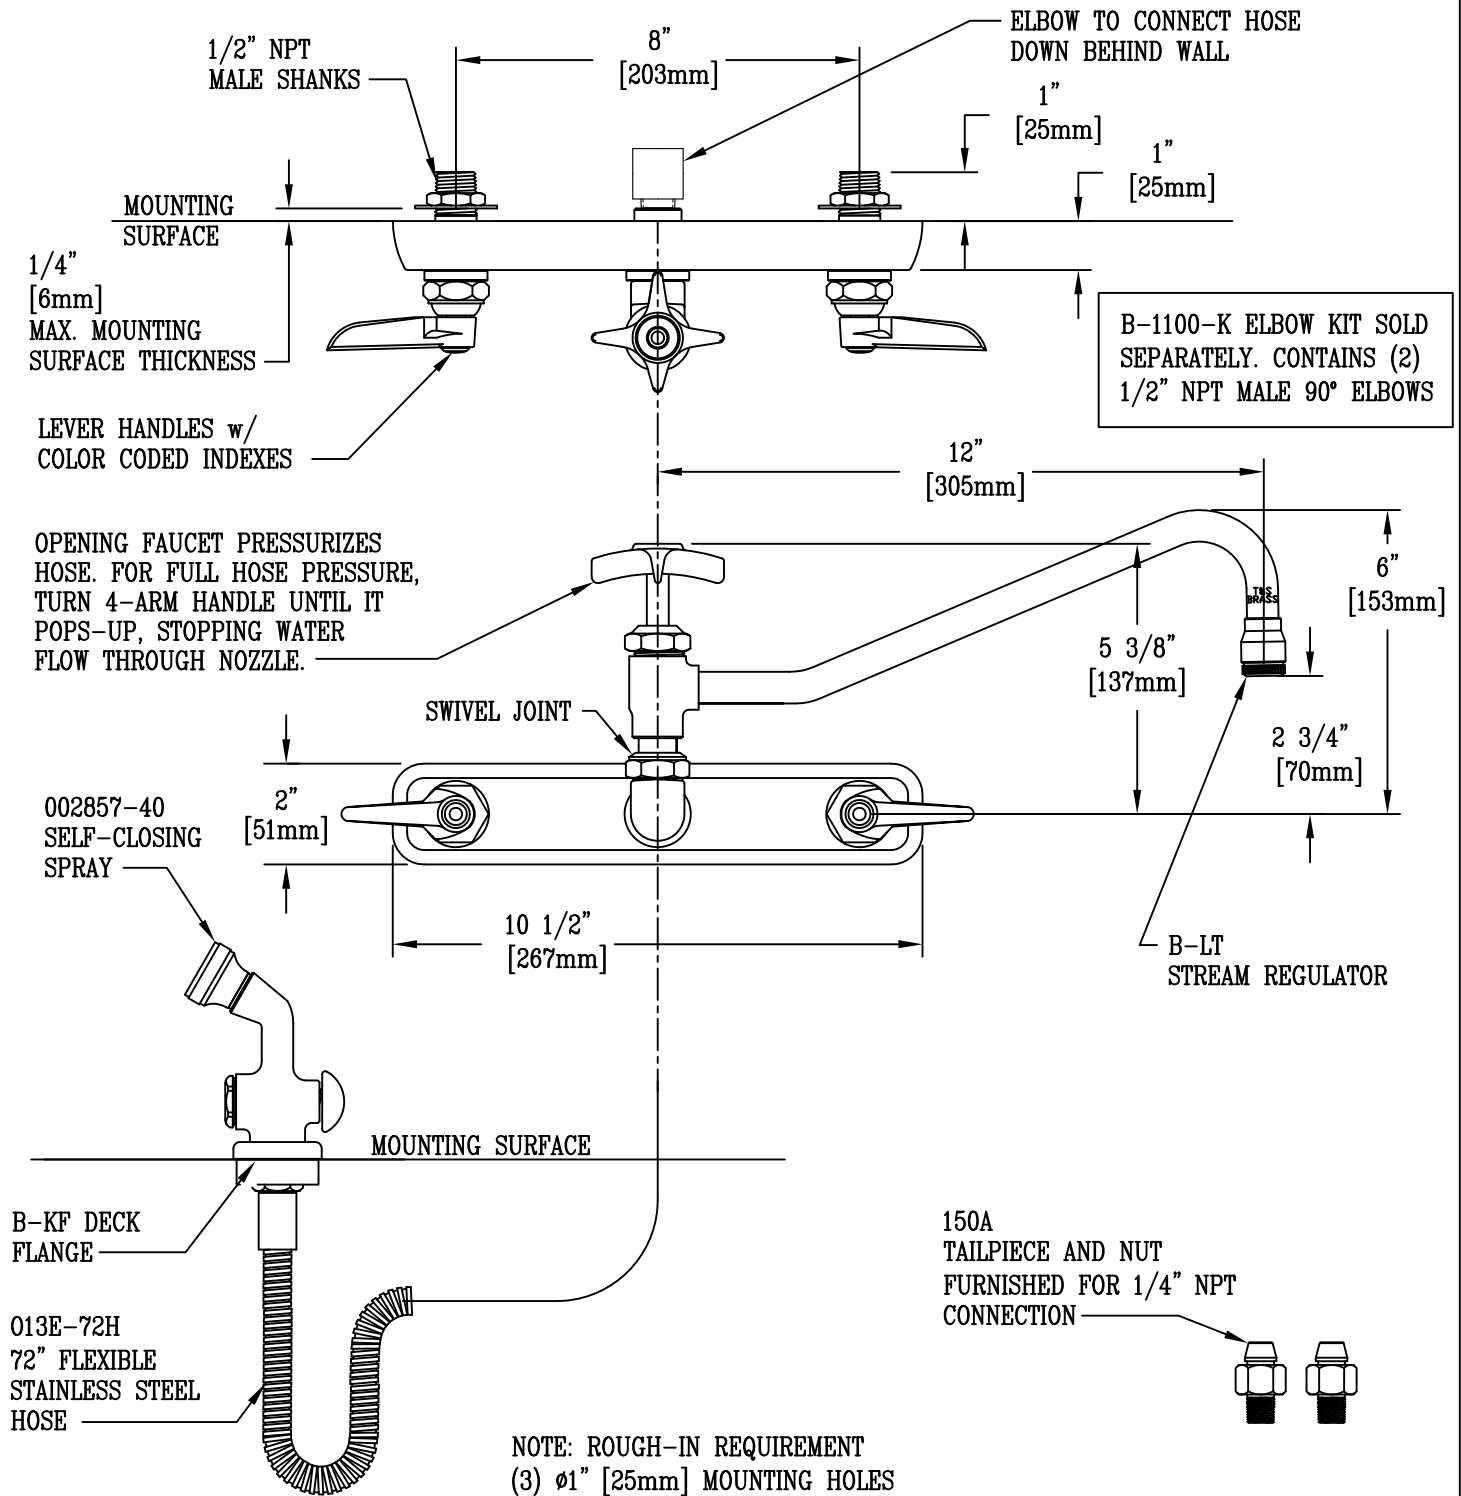 ELBOW TO CONNECT HOSE
DOWN BEHIND WALL
1/2" NPT
MALE SHANKS
8"
[203mm]
1"
[25mm]
1"
[25mm]
MOUNTING
SURFACE
1/4"
[6mm]
MAX. MOUNTING
SURFACE THICKNESS
B-1100-K ELBOW KIT SOLD
SEPARATELY. CONTAINS (2)
1/2" NPT MALE 90° ELBOWS
LEVER HANDLES w/
COLOR CODED INDEXES
12"
[305mm]
OPENING FAUCET PRESSURIZES
HOSE. FOR FULL HOSE PRESSURE,
TURN 4-ARM HANDLE UNTIL IT
POPS-UP, STOPPING WATER
FLOW THROUGH NOZZLE.
6"
[153mm]
T&S
BRASS
5 3/8"
[137mm]
SWIVEL JOINT
2 3/4"
[70mm]
2"
[51mm]
002857-40
SELF-CLOSING
SPRAY
10 1/2"
[267mm]
B-LT
STREAM REGULATOR
MOUNTING SURFACE
B-KF DECK
FLANGE
150A
TAILPIECE AND NUT
FURNISHED FOR 1/4" NPT
CONNECTION
013E-72H
72" FLEXIBLE
STAINLESS STEEL
HOSE
NOTE: ROUGH-IN REQUIREMENT
(3) ø1" [25mm] MOUNTING HOLES